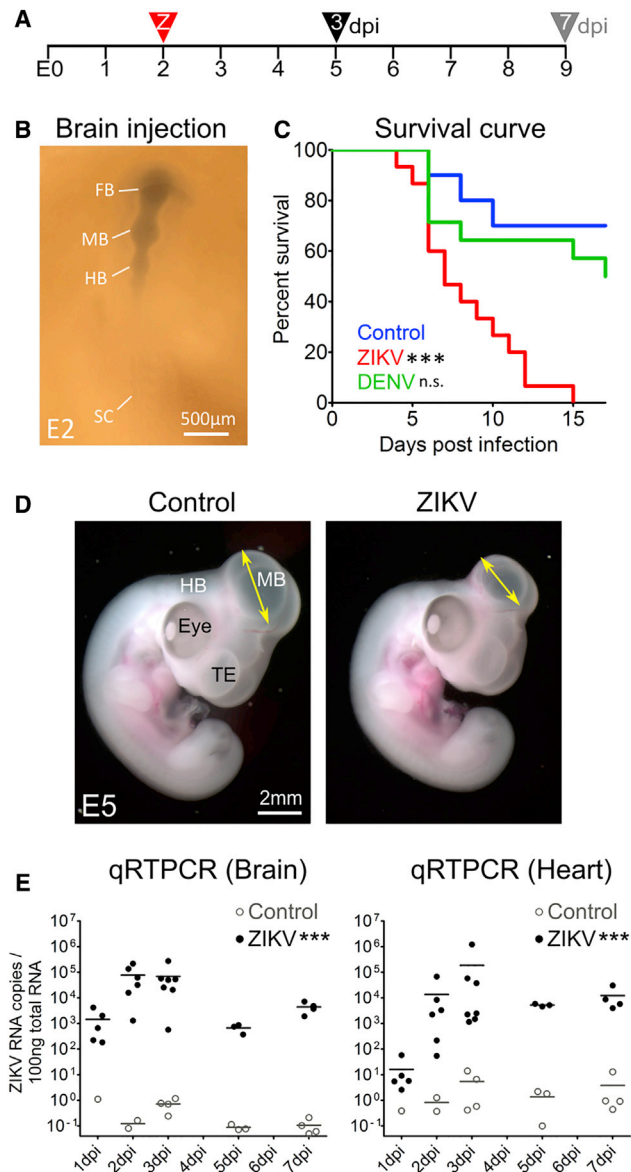 A
Z 3 dpi 7 dpi
E0 1 2 3 4 5 6 7 8 9
B Brain injection
FB
MB
HB
SC
E2 500µm
C Survival curve
Percent survival
100
80
60
40
20
0
Control
ZIKV ***
DENV n.s.
0 5 10 15
Days post infection
D Control ZIKV
HB MB
Eye
TE
E5 2mm
E qRTPCR (Brain) qRTPCR (Heart)
ZIKV RNA copies /
100ng total RNA
○ Control
● ZIKV ***
10⁷
10⁶
10⁵
10⁴
10³
10²
10¹
10⁰
10⁻¹
1dpi 2dpi 3dpi 4dpi 5dpi 6dpi 7dpi
○ Control
● ZIKV ***
10⁷
10⁶
10⁵
10⁴
10³
10²
10¹
10⁰
10⁻¹
1dpi 2dpi 3dpi 4dpi 5dpi 6dpi 7dpi